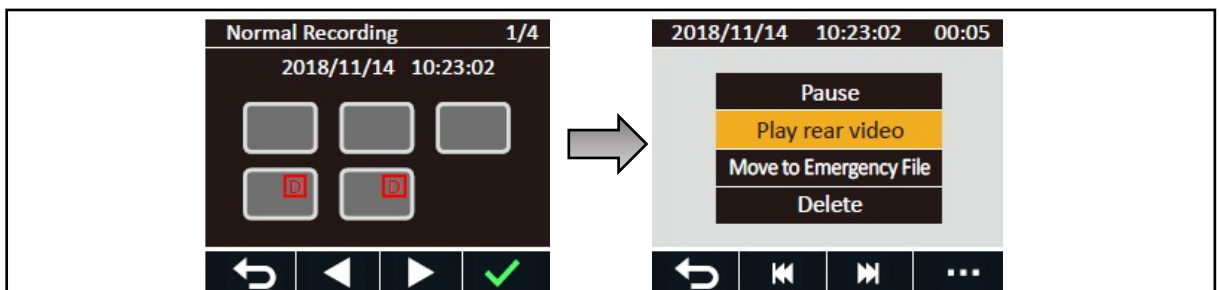 Normal Recording 1/4
2018/11/14 10:23:02
D D
2018/11/14 10:23:02 00:05
Pause
Play rear video
Move to Emergency File
Delete